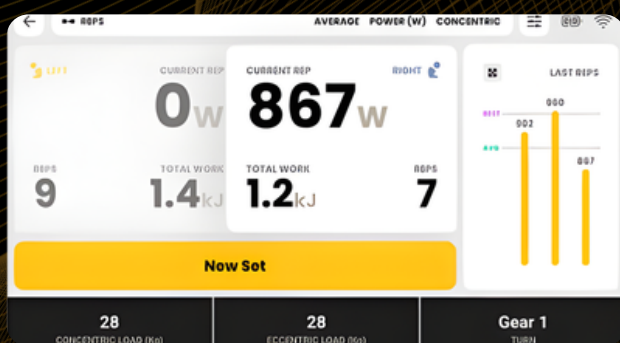 REPS AVERAGE POWER (W) CONCENTRIC
LEFT CURRENT REP
0W
REPS TOTAL WORK
9 1.4kJ
CURRENT REP RIGHT
867W
TOTAL WORK REPS
1.2kJ 7
LAST REPS
BEST
AVG
902
867
Now Set
28 28 Gear 1
CONCENTRIC LOAD (Kg) ECCENTRIC LOAD (Kg) TURN